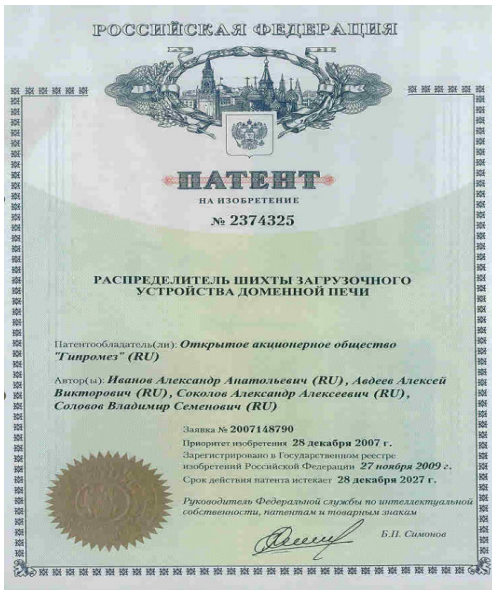 РОССИЙСКАЯ ФЕДЕРАЦИЯ
ПАТЕНТ
НА ИЗОБРЕТЕНИЕ
№ 2374325
РАСПРЕДЕЛИТЕЛЬ ШИХТЫ ЗАГРУЗОЧНОГО
УСТРОЙСТВА ДОМЕННОЙ ПЕЧИ
Патентообладатель(ли): Открытое акционерное общество
"Гипромез" (RU)
Автор(ы): Иванов Александр Анатольевич (RU), Авдеев Алексей
Викторович (RU), Соколов Александр Алексеевич (RU),
Соловов Владимир Семенович (RU)
Заявка № 2007148790
Приоритет изобретения 28 декабря 2007 г.
Зарегистрировано в Государственном реестре
изобретений Российской Федерации 27 ноября 2009 г.
Срок действия патента истекает 28 декабря 2027 г.
Руководитель Федеральной службы по интеллектуальной
собственности, патентам и товарным знакам
Б.П. Симонов